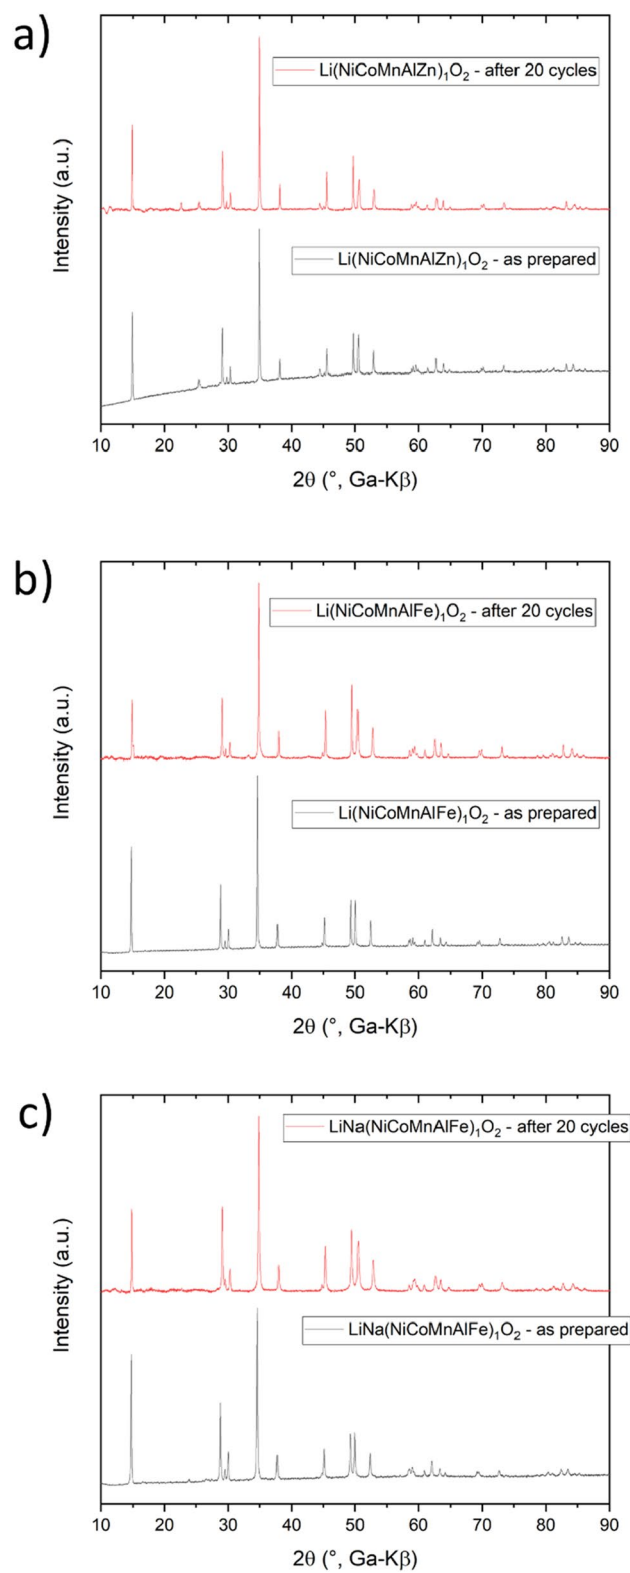 a)
Li(NiCoMnAlZn)₁O₂ - after 20 cycles
Li(NiCoMnAlZn)₁O₂ - as prepared
Intensity (a.u.)
10 20 30 40 50 60 70 80 90
2θ (°, Ga-Kβ)
b)
Li(NiCoMnAlFe)₁O₂ - after 20 cycles
Li(NiCoMnAlFe)₁O₂ - as prepared
Intensity (a.u.)
10 20 30 40 50 60 70 80 90
2θ (°, Ga-Kβ)
c)
LiNa(NiCoMnAlFe)₁O₂ - after 20 cycles
LiNa(NiCoMnAlFe)₁O₂ - as prepared
Intensity (a.u.)
10 20 30 40 50 60 70 80 90
2θ (°, Ga-Kβ)